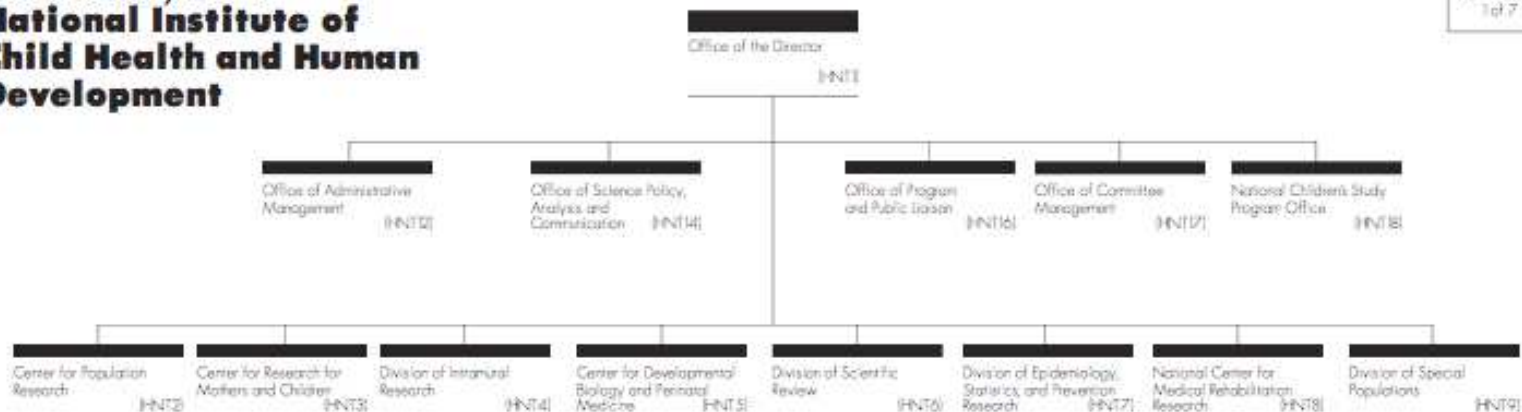 National Institute of
Child Health and Human
Development
1 of 7
Office of the Director
(HNT1)
Office of Administrative
Management
(HNT12)
Office of Science Policy,
Analysis and
Communication (HNT14)
Office of Program
and Public Liaison
(HNT16)
Office of Committee
Management
(HNT17)
National Children's Study
Program Office
(HNT18)
Center for Population
Research
(HNT2)
Center for Research for
Mothers and Children
(HNT3)
Division of Intramural
Research
(HNT4)
Center for Developmental
Biology and Perinatal
Medicine (HNT5)
Division of Scientific
Review
(HNT6)
Division of Epidemiology,
Statistics, and Prevention
Research (HNT7)
National Center for
Medical Rehabilitation
Research (HNT8)
Division of Special
Populations
(HNT9)